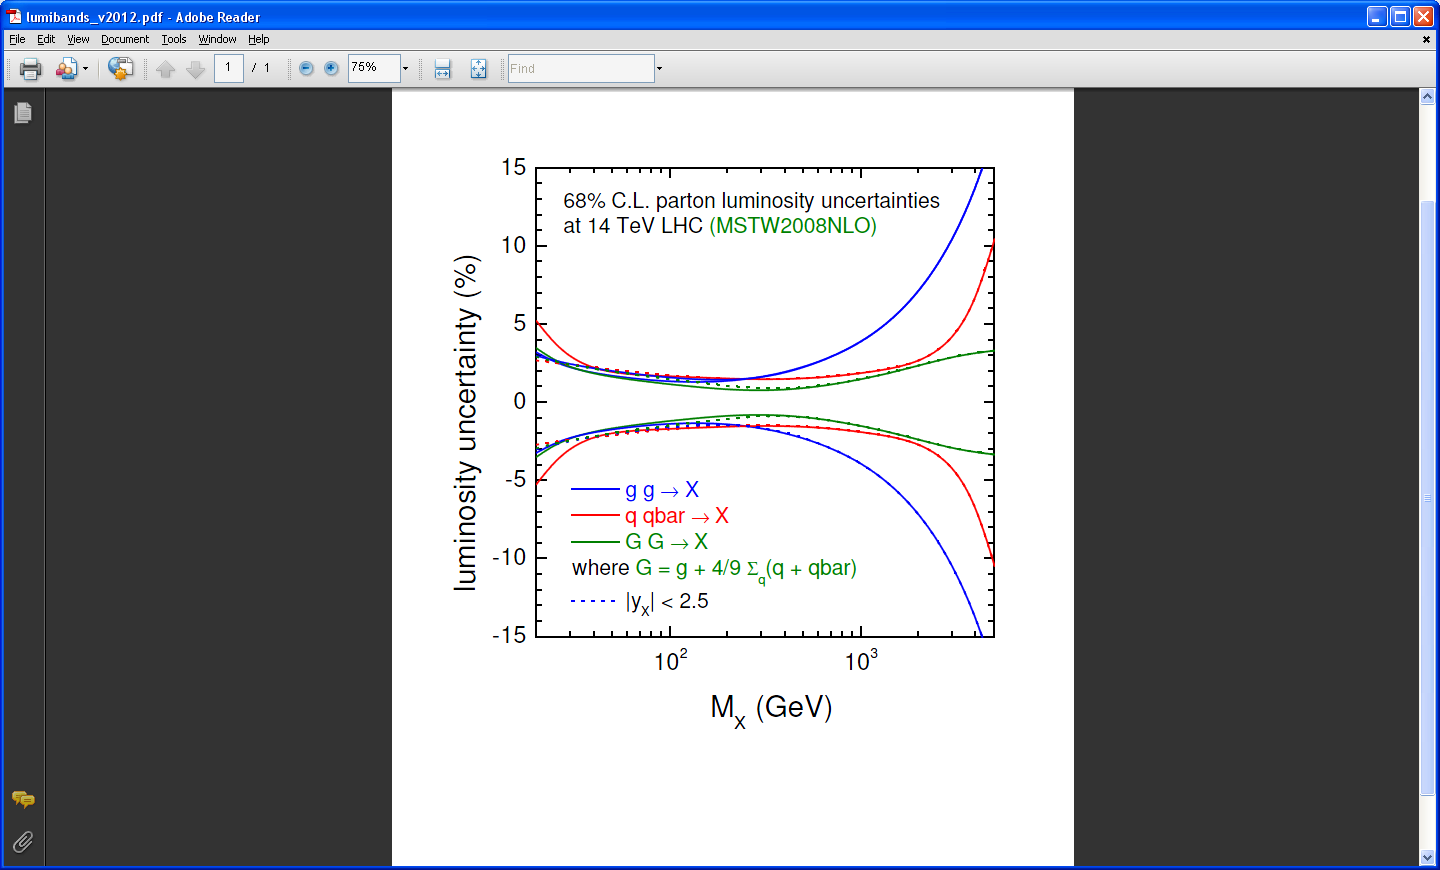 lumibands_v2012.pdf - Adobe Reader
File Edit View Document Tools Window Help
1 / 1 75% Find
15
10
5
0
-5
-10
-15
luminosity uncertainty (%)
68% C.L. parton luminosity uncertainties
at 14 TeV LHC (MSTW2008NLO)
g g → X
q qbar → X
G G → X
where G = g + 4/9 Σq(q + qbar)
|yX| < 2.5
10² 10³
MX (GeV)